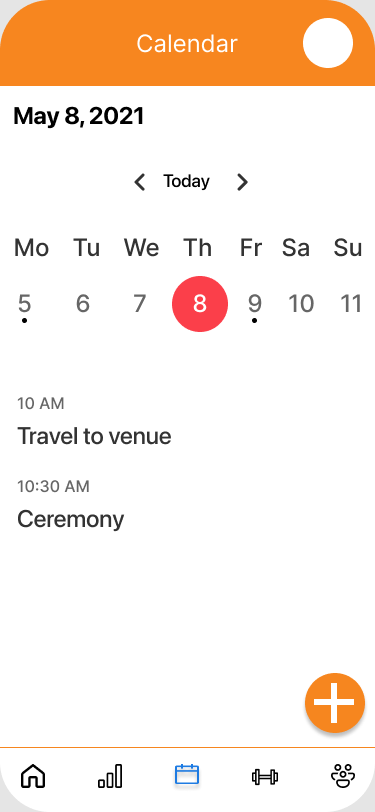 Calendar
May 8, 2021
Today
Mo Tu We Th Fr Sa Su
5 6 7 8 9 10 11
10 AM
Travel to venue
10:30 AM
Ceremony